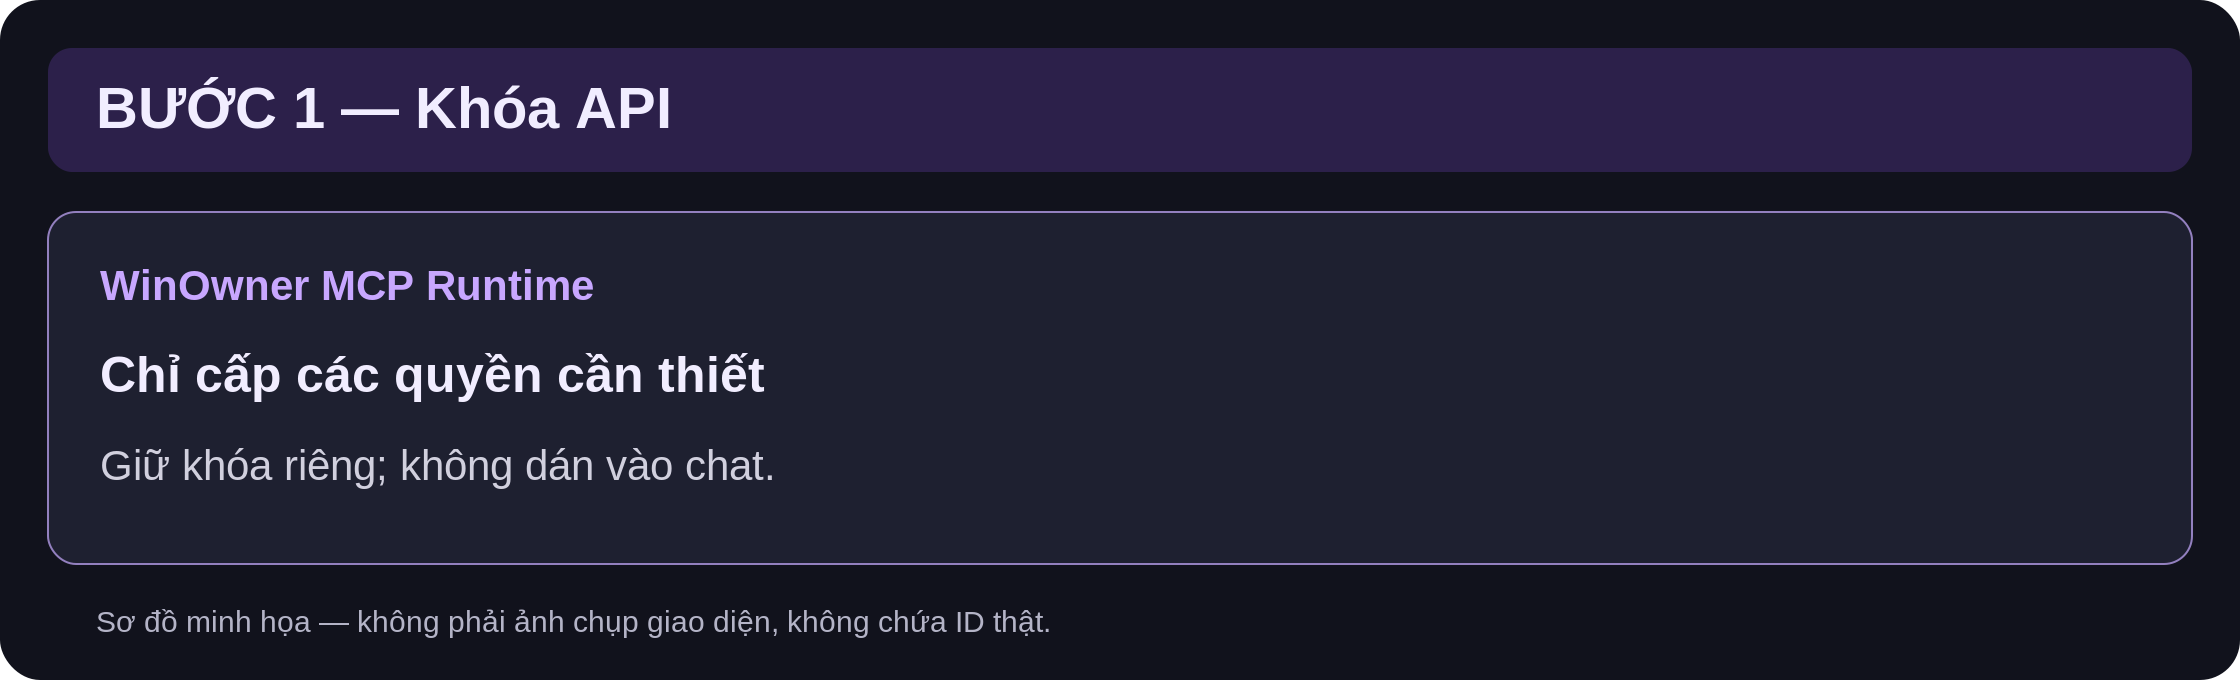 BƯỚC 1 — Khóa API
WinOwner MCP Runtime
Chỉ cấp các quyền cần thiết
Giữ khóa riêng; không dán vào chat.
Sơ đồ minh họa — không phải ảnh chụp giao diện, không chứa ID thật.